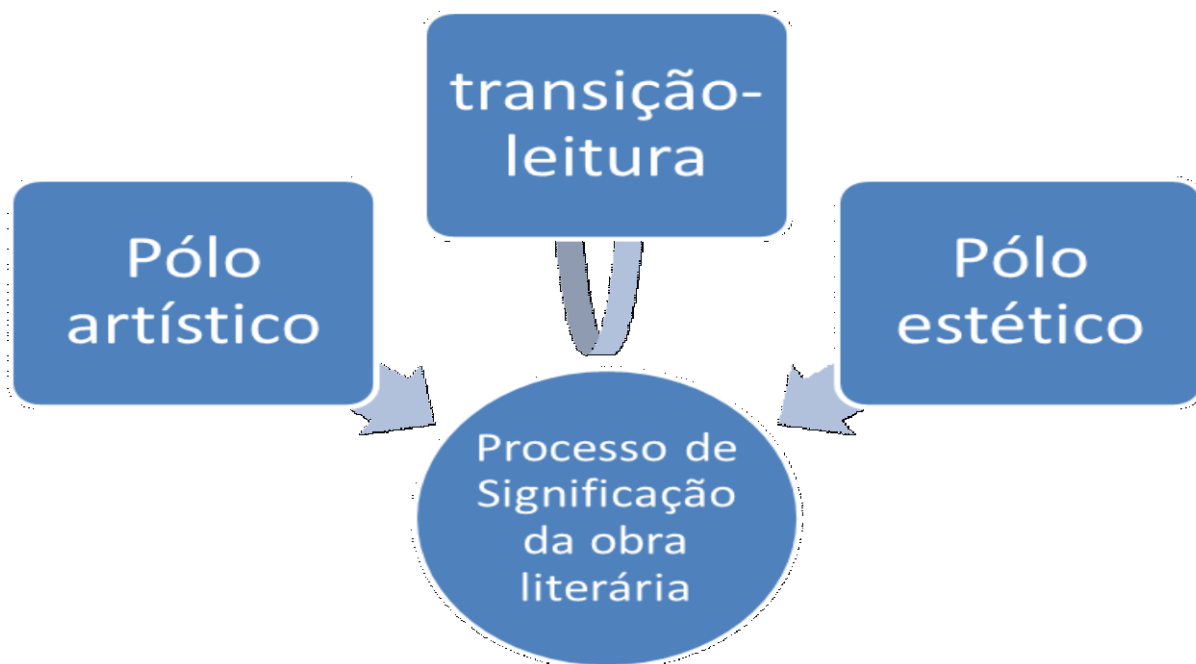 transição-
leitura
Pólo
artístico
Pólo
estético
Processo de
Significação
da obra
literária